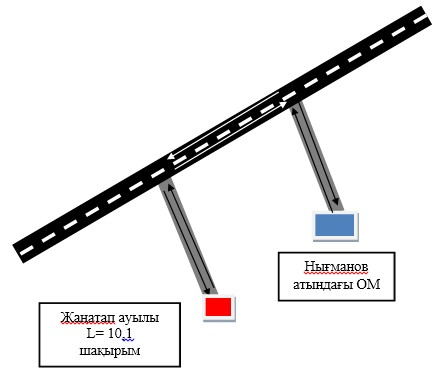 Нығманов
атындағы ОМ
Жаңатап ауылы
L= 10,1
шақырым